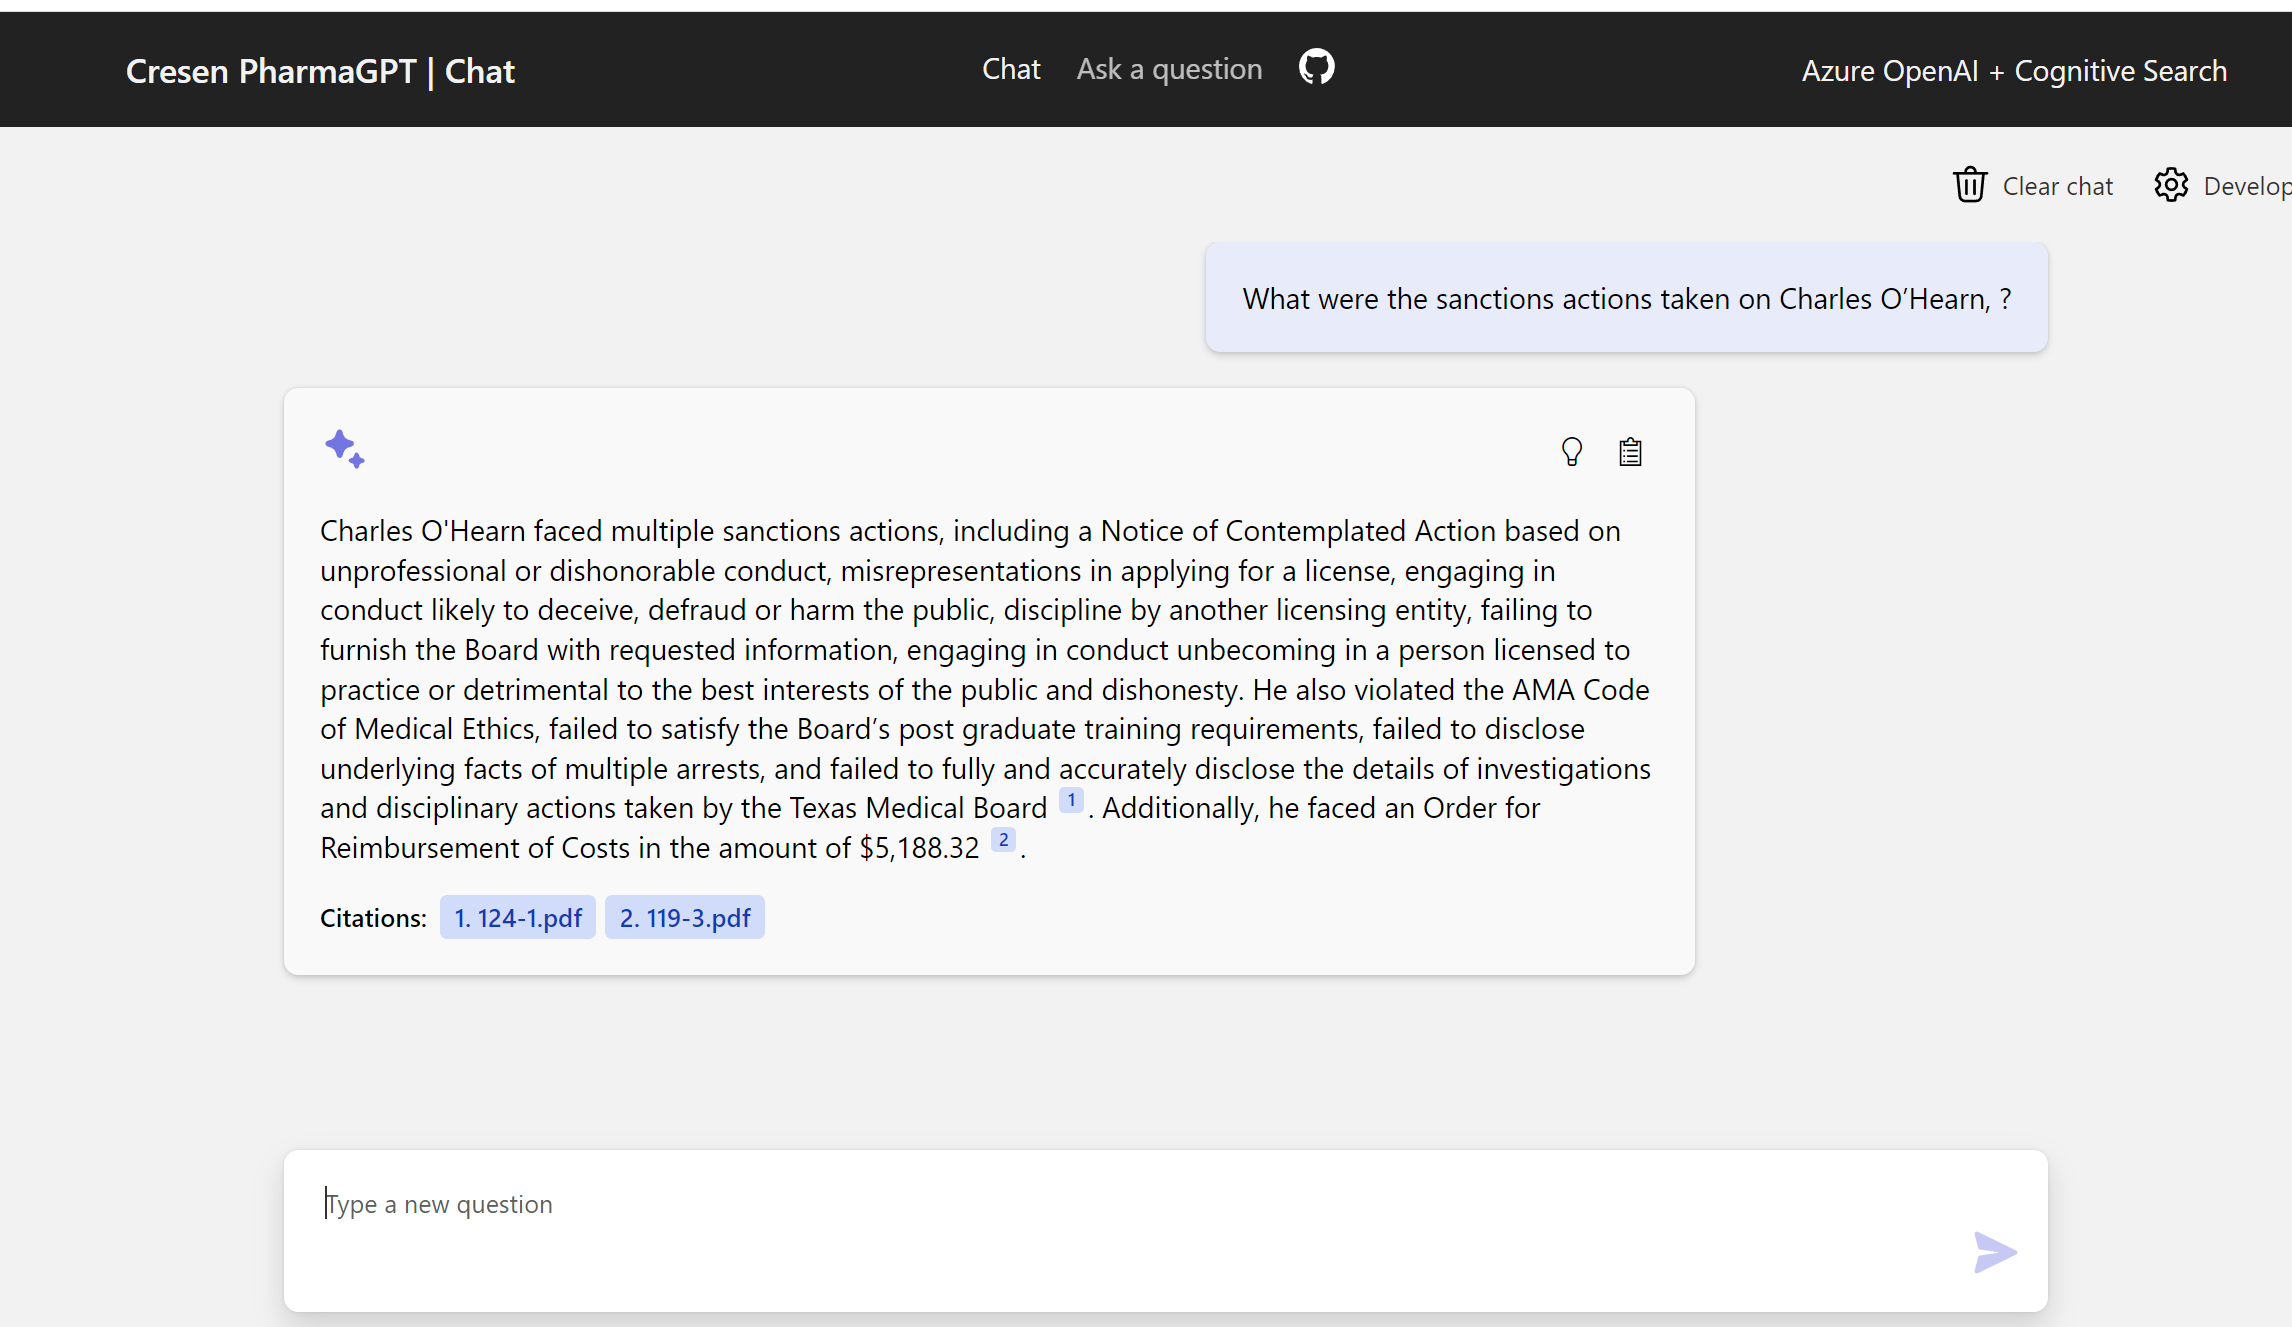 Cresen PharmaGPT | Chat
Chat
Ask a question
Azure OpenAI + Cognitive Search
Clear chat
Develop
What were the sanctions actions taken on Charles O’Hearn, ?
Charles O'Hearn faced multiple sanctions actions, including a Notice of Contemplated Action based on
unprofessional or dishonorable conduct, misrepresentations in applying for a license, engaging in
conduct likely to deceive, defraud or harm the public, discipline by another licensing entity, failing to
furnish the Board with requested information, engaging in conduct unbecoming in a person licensed to
practice or detrimental to the best interests of the public and dishonesty. He also violated the AMA Code
of Medical Ethics, failed to satisfy the Board’s post graduate training requirements, failed to disclose
underlying facts of multiple arrests, and failed to fully and accurately disclose the details of investigations
and disciplinary actions taken by the Texas Medical Board 1 . Additionally, he faced an Order for
Reimbursement of Costs in the amount of $5,188.32 2 .
Citations: 1. 124-1.pdf 2. 119-3.pdf
Type a new question